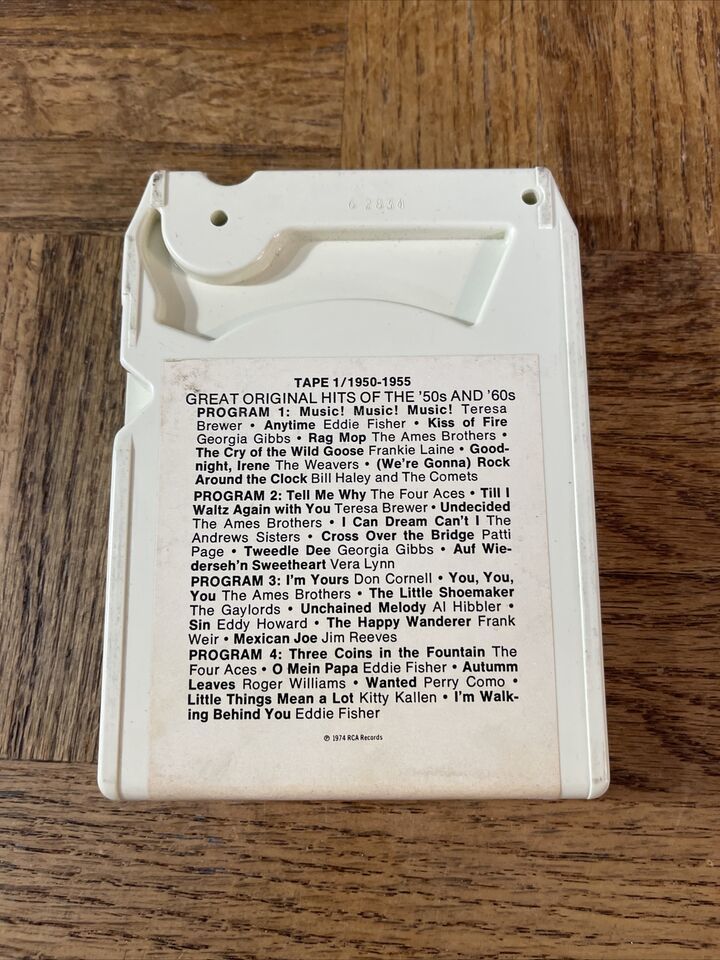 6 2834
TAPE 1/1950-1955
GREAT ORIGINAL HITS OF THE '50s AND '60s
PROGRAM 1: Music! Music! Music! Teresa
Brewer • Anytime Eddie Fisher • Kiss of Fire
Georgia Gibbs • Rag Mop The Ames Brothers •
The Cry of the Wild Goose Frankie Laine • Good-
night, Irene The Weavers • (We're Gonna) Rock
Around the Clock Bill Haley and The Comets
PROGRAM 2: Tell Me Why The Four Aces • Till I
Waltz Again with You Teresa Brewer • Undecided
The Ames Brothers • I Can Dream Can't I The
Andrews Sisters • Cross Over the Bridge Patti
Page • Tweedle Dee Georgia Gibbs • Auf Wie-
derseh'n Sweetheart Vera Lynn
PROGRAM 3: I'm Yours Don Cornell • You, You,
You The Ames Brothers • The Little Shoemaker
The Gaylords • Unchained Melody Al Hibbler •
Sin Eddy Howard • The Happy Wanderer Frank
Weir • Mexican Joe Jim Reeves
PROGRAM 4: Three Coins in the Fountain The
Four Aces • O Mein Papa Eddie Fisher • Autumm
Leaves Roger Williams • Wanted Perry Como •
Little Things Mean a Lot Kitty Kallen • I'm Walk-
ing Behind You Eddie Fisher
℗ 1974 RCA Records